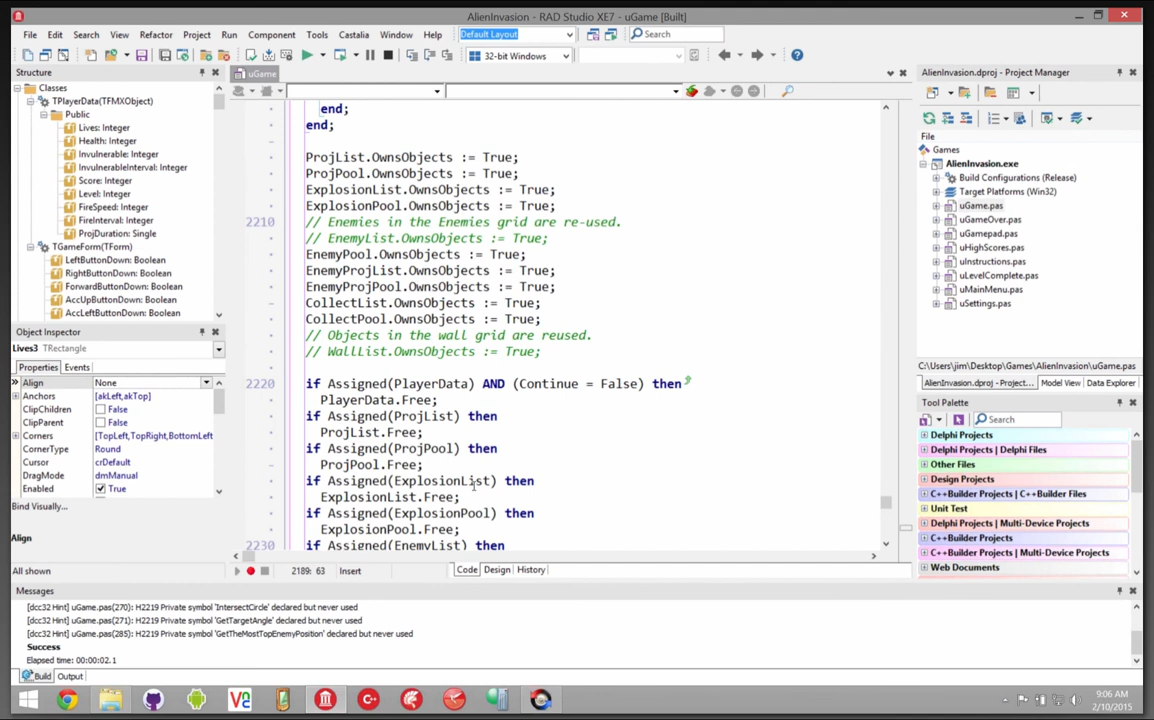 AlienInvasion - RAD Studio XE7 - uGame [Built]
File Edit Search View Refactor Project Run Component Tools Castalia Window Help Default Layout Search
32-bit Windows
Structure
Classes
TPlayerData(TFMXObject)
Public
Lives: Integer
Health: Integer
Invulnerable: Integer
InvulnerableInterval: Integer
Score: Integer
Level: Integer
FireSpeed: Integer
FireInterval: Integer
ProjDuration: Single
TGameForm(TForm)
LeftButtonDown: Boolean
RightButtonDown: Boolean
ForwardButtonDown: Boolean
AccUpButtonDown: Boolean
AccLeftButtonDown: Boolean
AccDownButtonDown: Boolean
Object Inspector
Lives3 TRectangle
Properties Events
Align None
Anchors [akLeft,akTop]
ClipChildren False
ClipParent False
Corners [TopLeft,TopRight,BottomLeft
CornerType Round
Cursor crDefault
DragMode dmManual
Enabled True
Bind Visually...
Align
All shown
uGame
end;
end;
ProjList.OwnsObjects := True;
ProjPool.OwnsObjects := True;
ExplosionList.OwnsObjects := True;
ExplosionPool.OwnsObjects := True;
2210 // Enemies in the Enemies grid are re-used.
// EnemyList.OwnsObjects := True;
EnemyPool.OwnsObjects := True;
EnemyProjList.OwnsObjects := True;
EnemyProjPool.OwnsObjects := True;
CollectList.OwnsObjects := True;
CollectPool.OwnsObjects := True;
// Objects in the wall grid are reused.
// WallList.OwnsObjects := True;
2220 if Assigned(PlayerData) AND (Continue = False) then
PlayerData.Free;
if Assigned(ProjList) then
ProjList.Free;
if Assigned(ProjPool) then
ProjPool.Free;
if Assigned(ExplosionList) then
ExplosionList.Free;
if Assigned(ExplosionPool) then
ExplosionPool.Free;
2230 if Assigned(EnemyList) then
2189: 63 Insert Code Design History
AlienInvasion.dproj - Project Manager
File
Games
AlienInvasion.exe
Build Configurations (Release)
Target Platforms (Win32)
uGame.pas
uGameOver.pas
uGamepad.pas
uHighScores.pas
uInstructions.pas
uLevelComplete.pas
uMainMenu.pas
uSettings.pas
C:\Users\jim\Desktop\Games\AlienInvasion\uGame.pas
AlienInvasion.dproj - Project... Model View Data Explorer
Tool Palette
Search
Delphi Projects
Delphi Projects | Delphi Files
Other Files
Design Projects
C++Builder Projects | C++Builder Files
Unit Test
Delphi Projects | Multi-Device Projects
C++Builder Projects
C++Builder Projects | Multi-Device Projects
Web Documents
Messages
[dcc32 Hint] uGame.pas(270): H2219 Private symbol 'IntersectCircle' declared but never used
[dcc32 Hint] uGame.pas(271): H2219 Private symbol 'GetTargetAngle' declared but never used
[dcc32 Hint] uGame.pas(285): H2219 Private symbol 'GetTheMostTopEnemyPosition' declared but never used
Success
Elapsed time: 00:00:02.1
Build Output
9:06 AM
2/10/2015